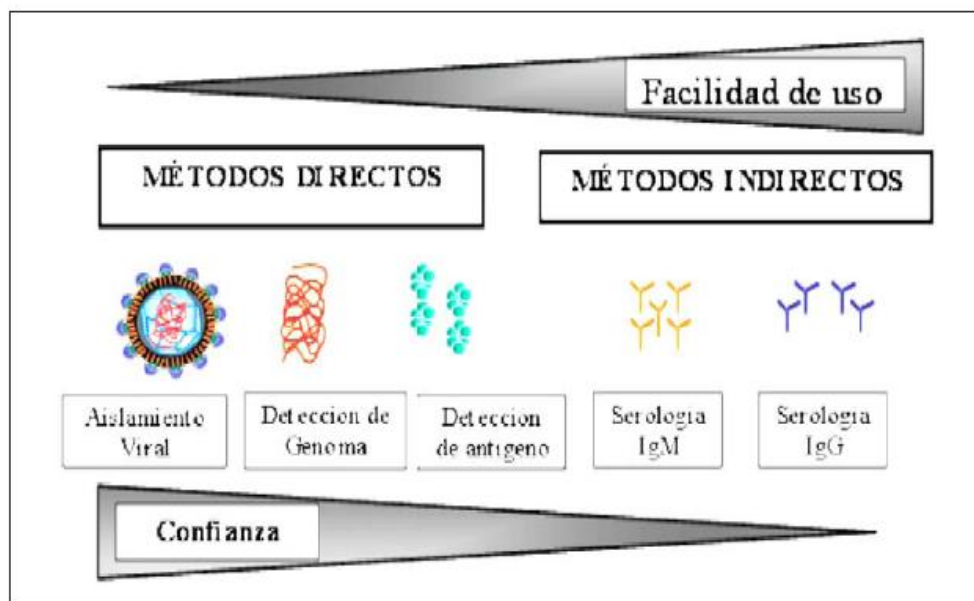 Facilidad de uso
MÉTODOS DIRECTOS
MÉTODOS INDIRECTOS
Aislamiento
Viral
Deteccion de
Genoma
Deteccion
de antigeno
Serologia
IgM
Serologia
IgG
Confianza